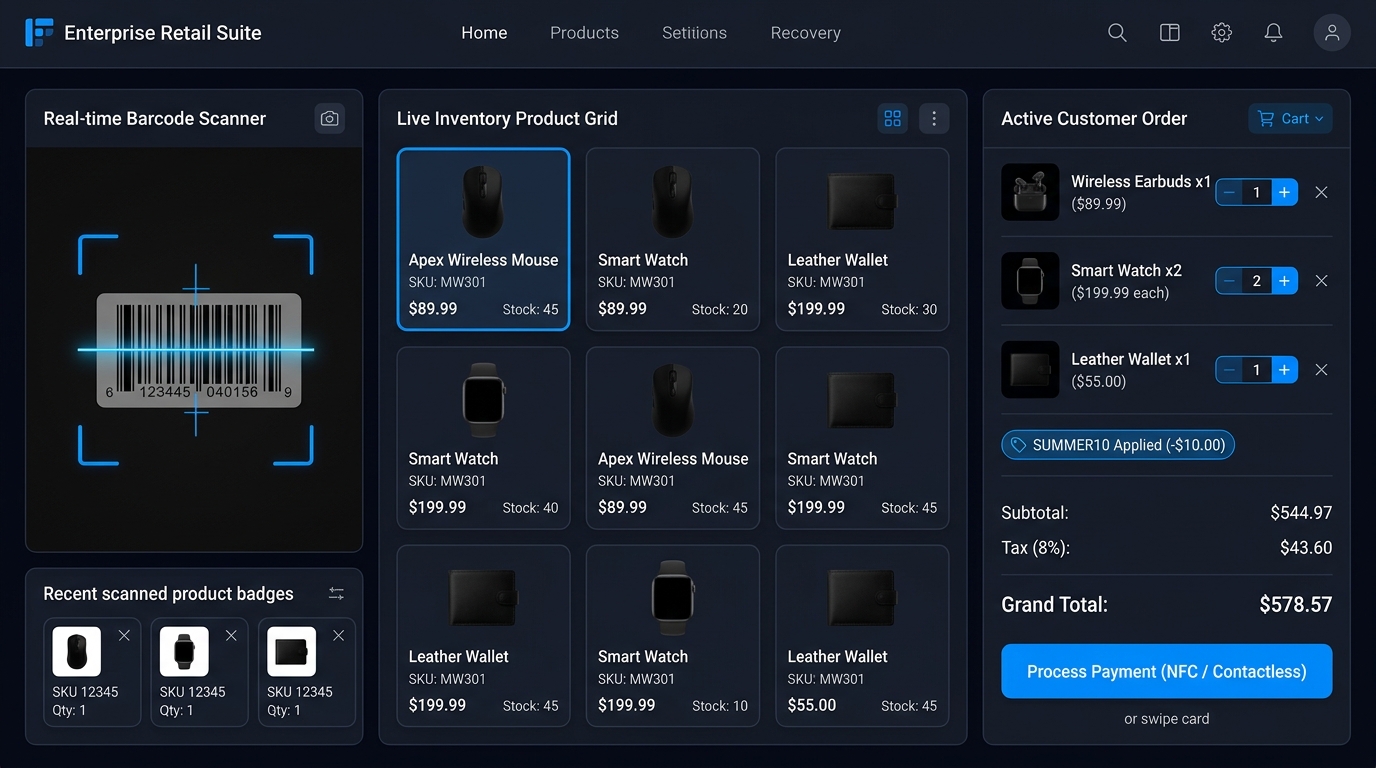 Enterprise Retail Suite
Home
Products
Setitions
Recovery
Real-time Barcode Scanner
6 123445 040156 9
Recent scanned product badges
SKU 12345
Qty: 1
SKU 12345
Qty: 1
SKU 12345
Qty: 1
Live Inventory Product Grid
Apex Wireless Mouse
SKU: MW301
$89.99 Stock: 45
Smart Watch
SKU: MW301
$89.99 Stock: 20
Leather Wallet
SKU: MW301
$199.99 Stock: 30
Smart Watch
SKU: MW301
$199.99 Stock: 40
Apex Wireless Mouse
SKU: MW301
$89.99 Stock: 45
Smart Watch
SKU: MW301
$199.99 Stock: 45
Leather Wallet
SKU: MW301
$199.99 Stock: 45
Smart Watch
SKU: MW301
$199.99 Stock: 10
Leather Wallet
SKU: MW301
$55.00 Stock: 45
Active Customer Order
Cart
Wireless Earbuds x1
($89.99)
1
Smart Watch x2
($199.99 each)
2
Leather Wallet x1
($55.00)
1
SUMMER10 Applied (-$10.00)
Subtotal: $544.97
Tax (8%): $43.60
Grand Total: $578.57
Process Payment (NFC / Contactless)
or swipe card